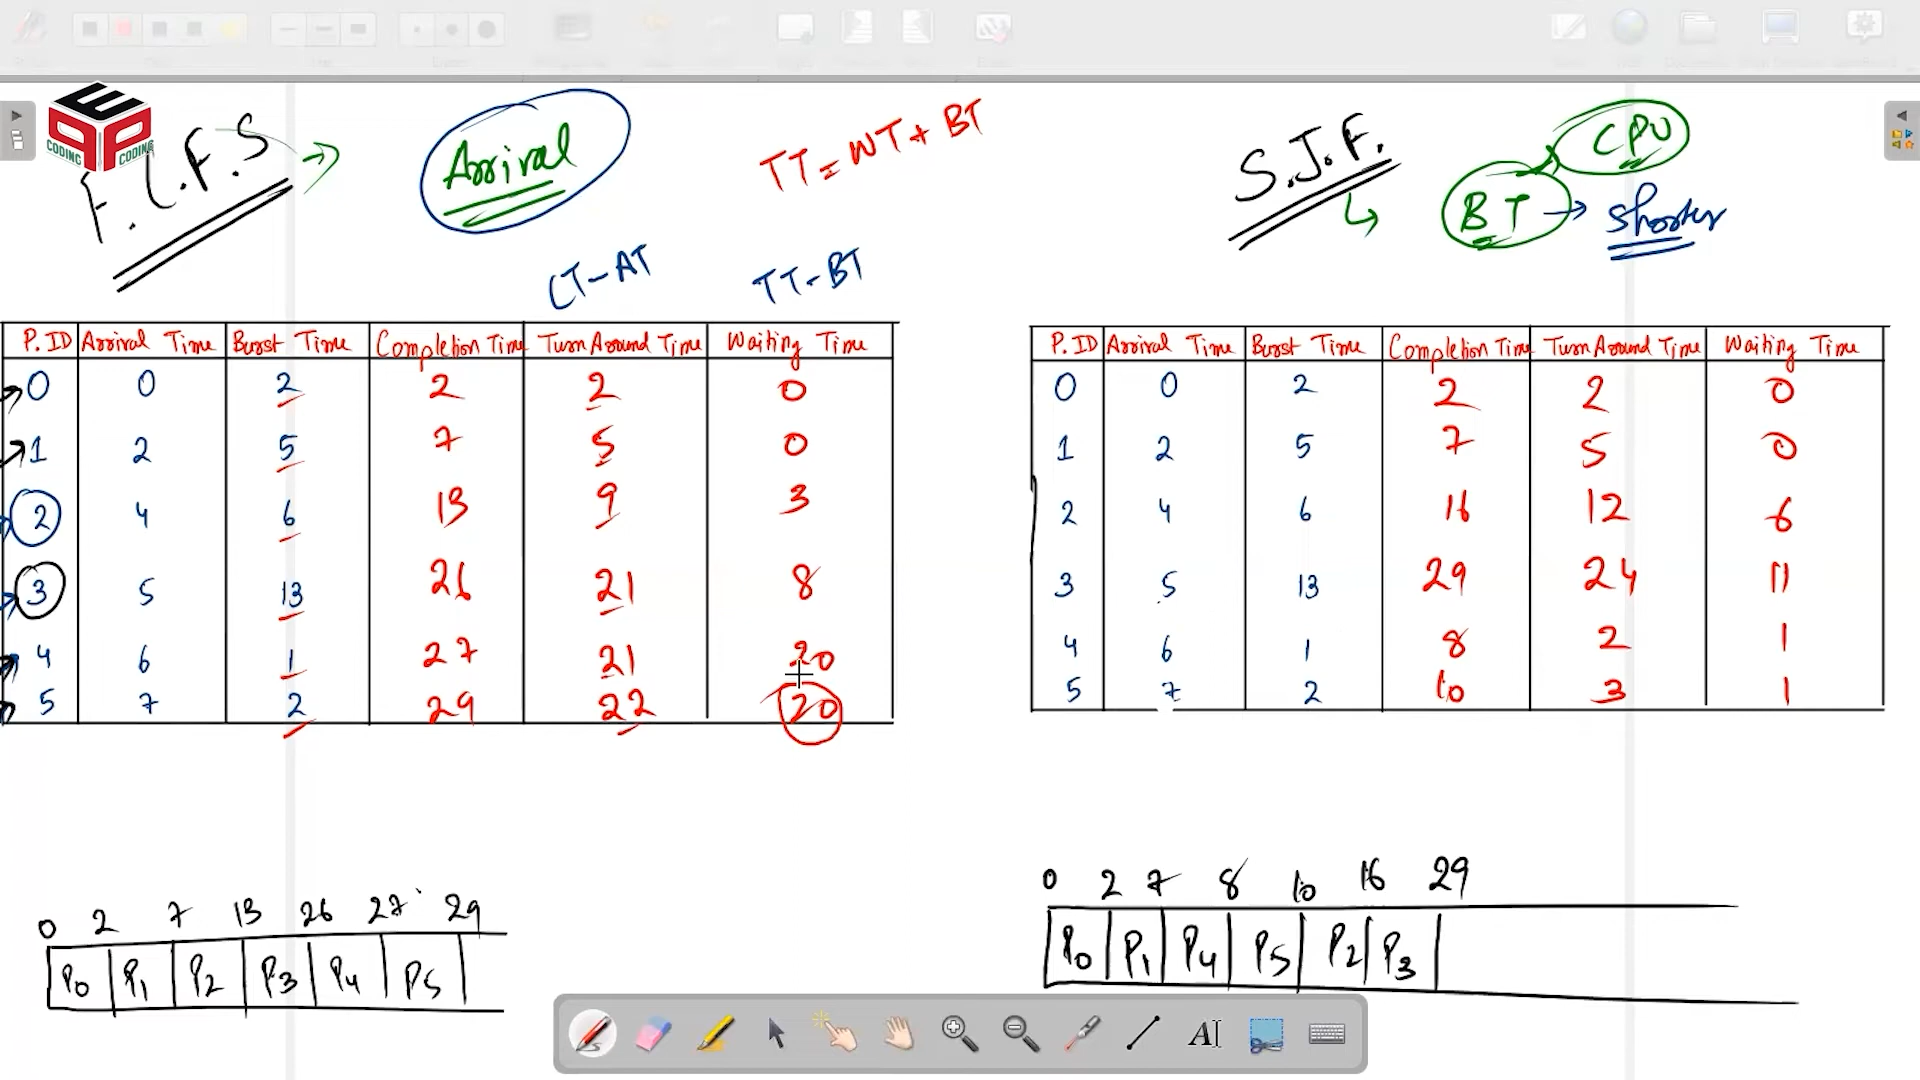 CODING CODING
F.C.F.S →
Arrival
TT = WT + BT
CT-AT
TT-BT
P. ID Arrival Time Burst Time Completion Time Turn Around Time Waiting Time
0 0 2 2 2 0
1 2 5 7 5 0
2 4 6 13 9 3
3 5 13 26 21 8
4 6 1 27 21 20
5 7 2 29 22 20
0 2 7 13 26 27 29
P0 P1 P2 P3 P4 P5
S.J.F.
CPU
BT → Shorter
P. ID Arrival Time Burst Time Completion Time Turn Around Time Waiting Time
0 0 2 2 2 0
1 2 5 7 5 0
2 4 6 16 12 6
3 5 13 29 24 11
4 6 1 8 2 1
5 7 2 10 3 1
0 2 7 8 10 16 29
P0 P1 P4 P5 P2 P3